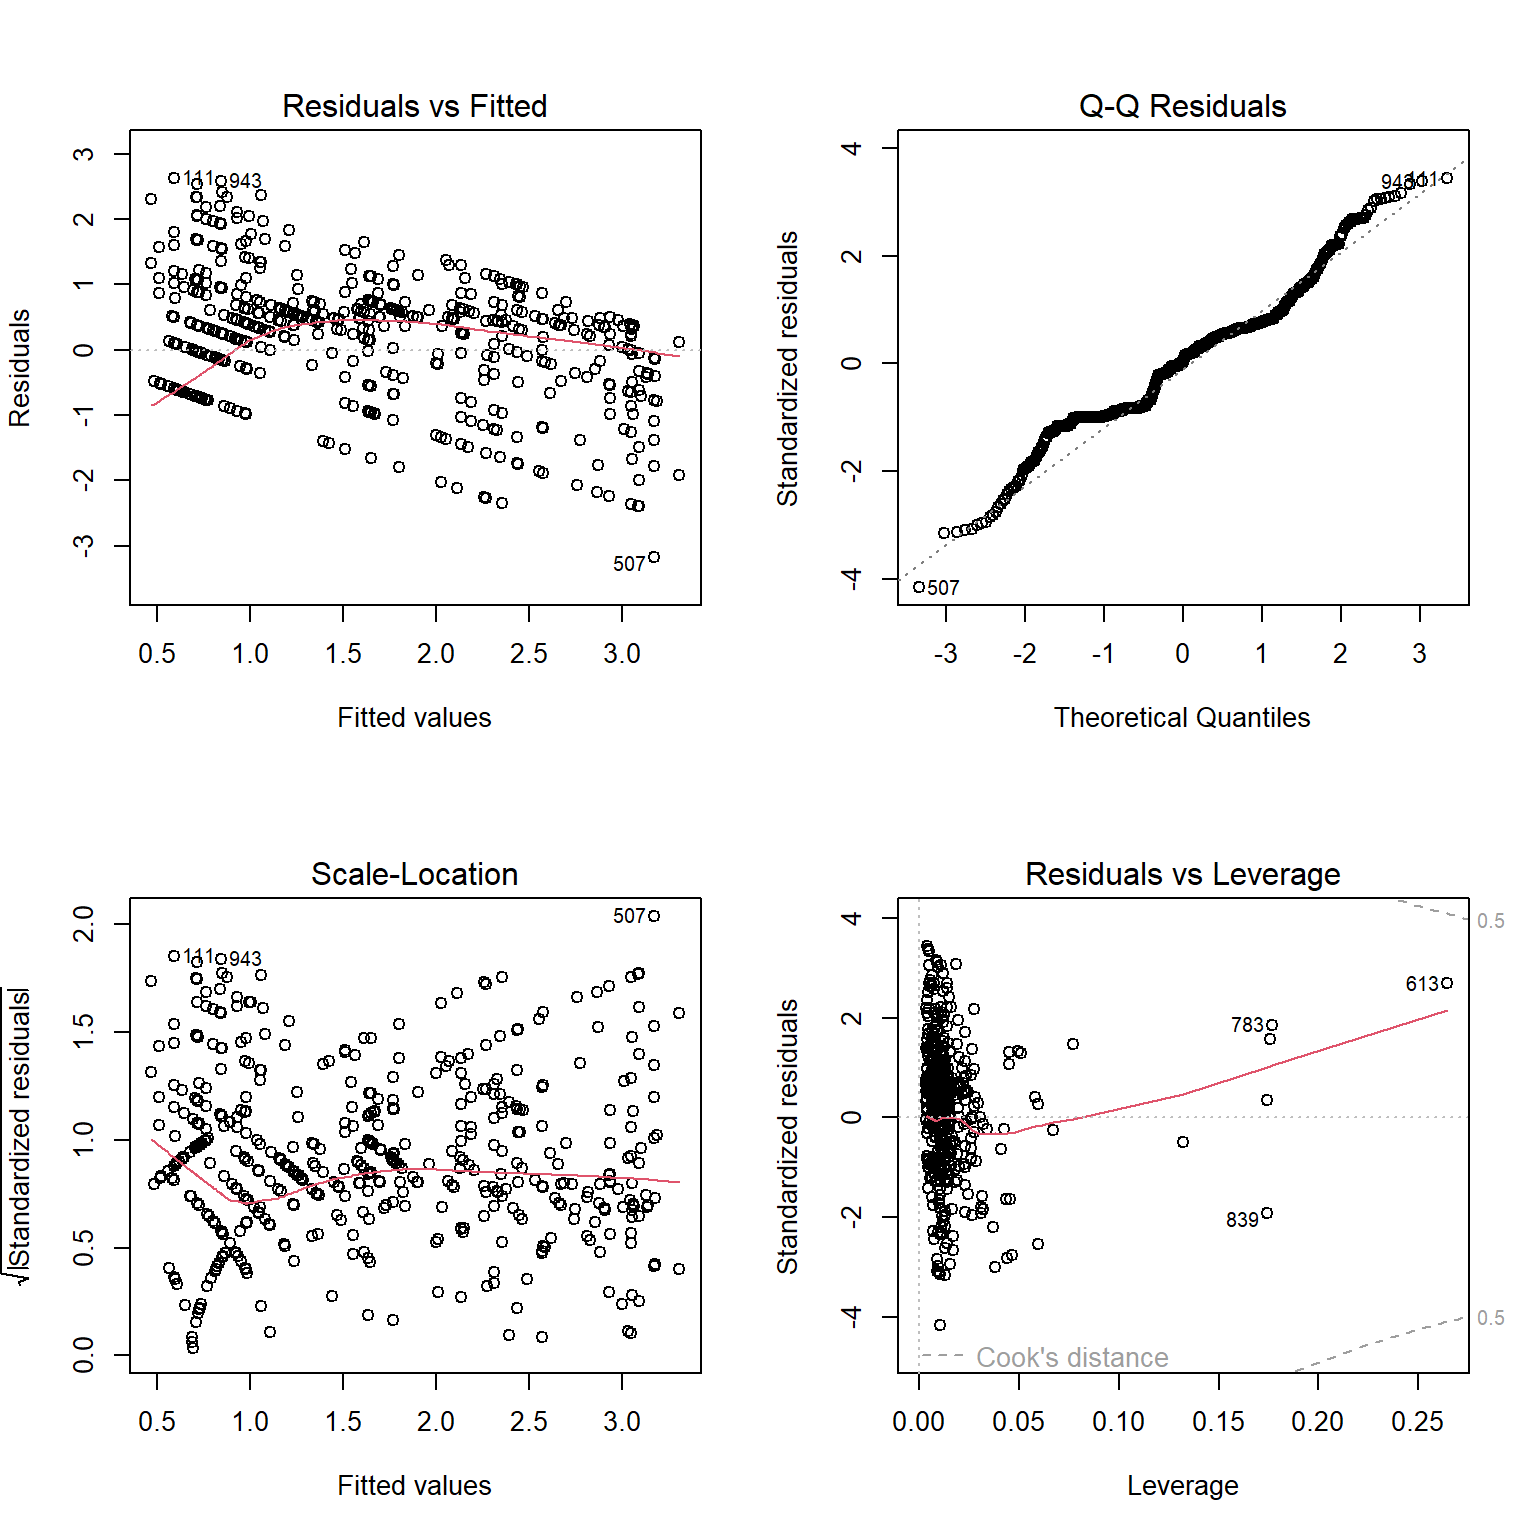 Residuals vs Fitted
Residuals
3
2
1
0
-1
-2
-3
111
943
507
0.5 1.0 1.5 2.0 2.5 3.0
Fitted values
Q-Q Residuals
Standardized residuals
4
2
0
-2
-4
943
111
507
-3 -2 -1 0 1 2 3
Theoretical Quantiles
Scale-Location
√|Standardized residuals|
2.0
1.5
1.0
0.5
0.0
507
111
943
0.5 1.0 1.5 2.0 2.5 3.0
Fitted values
Residuals vs Leverage
Standardized residuals
4
2
0
-2
-4
0.5
613
783
839
0.5
Cook's distance
0.00 0.05 0.10 0.15 0.20 0.25
Leverage